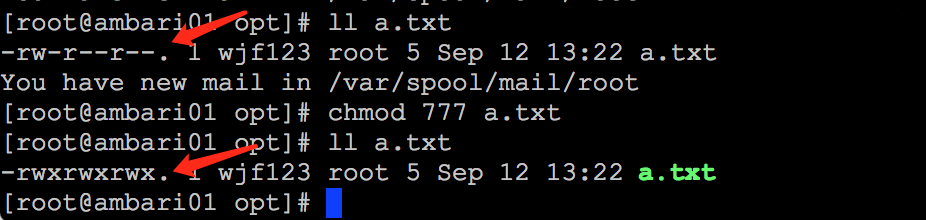 [root@ambari01 opt]# ll a.txt
-rw-r--r--. 1 wjf123 root 5 Sep 12 13:22 a.txt
You have new mail in /var/spool/mail/root
[root@ambari01 opt]# chmod 777 a.txt
[root@ambari01 opt]# ll a.txt
-rwxrwxrwx. 1 wjf123 root 5 Sep 12 13:22 a.txt
[root@ambari01 opt]#